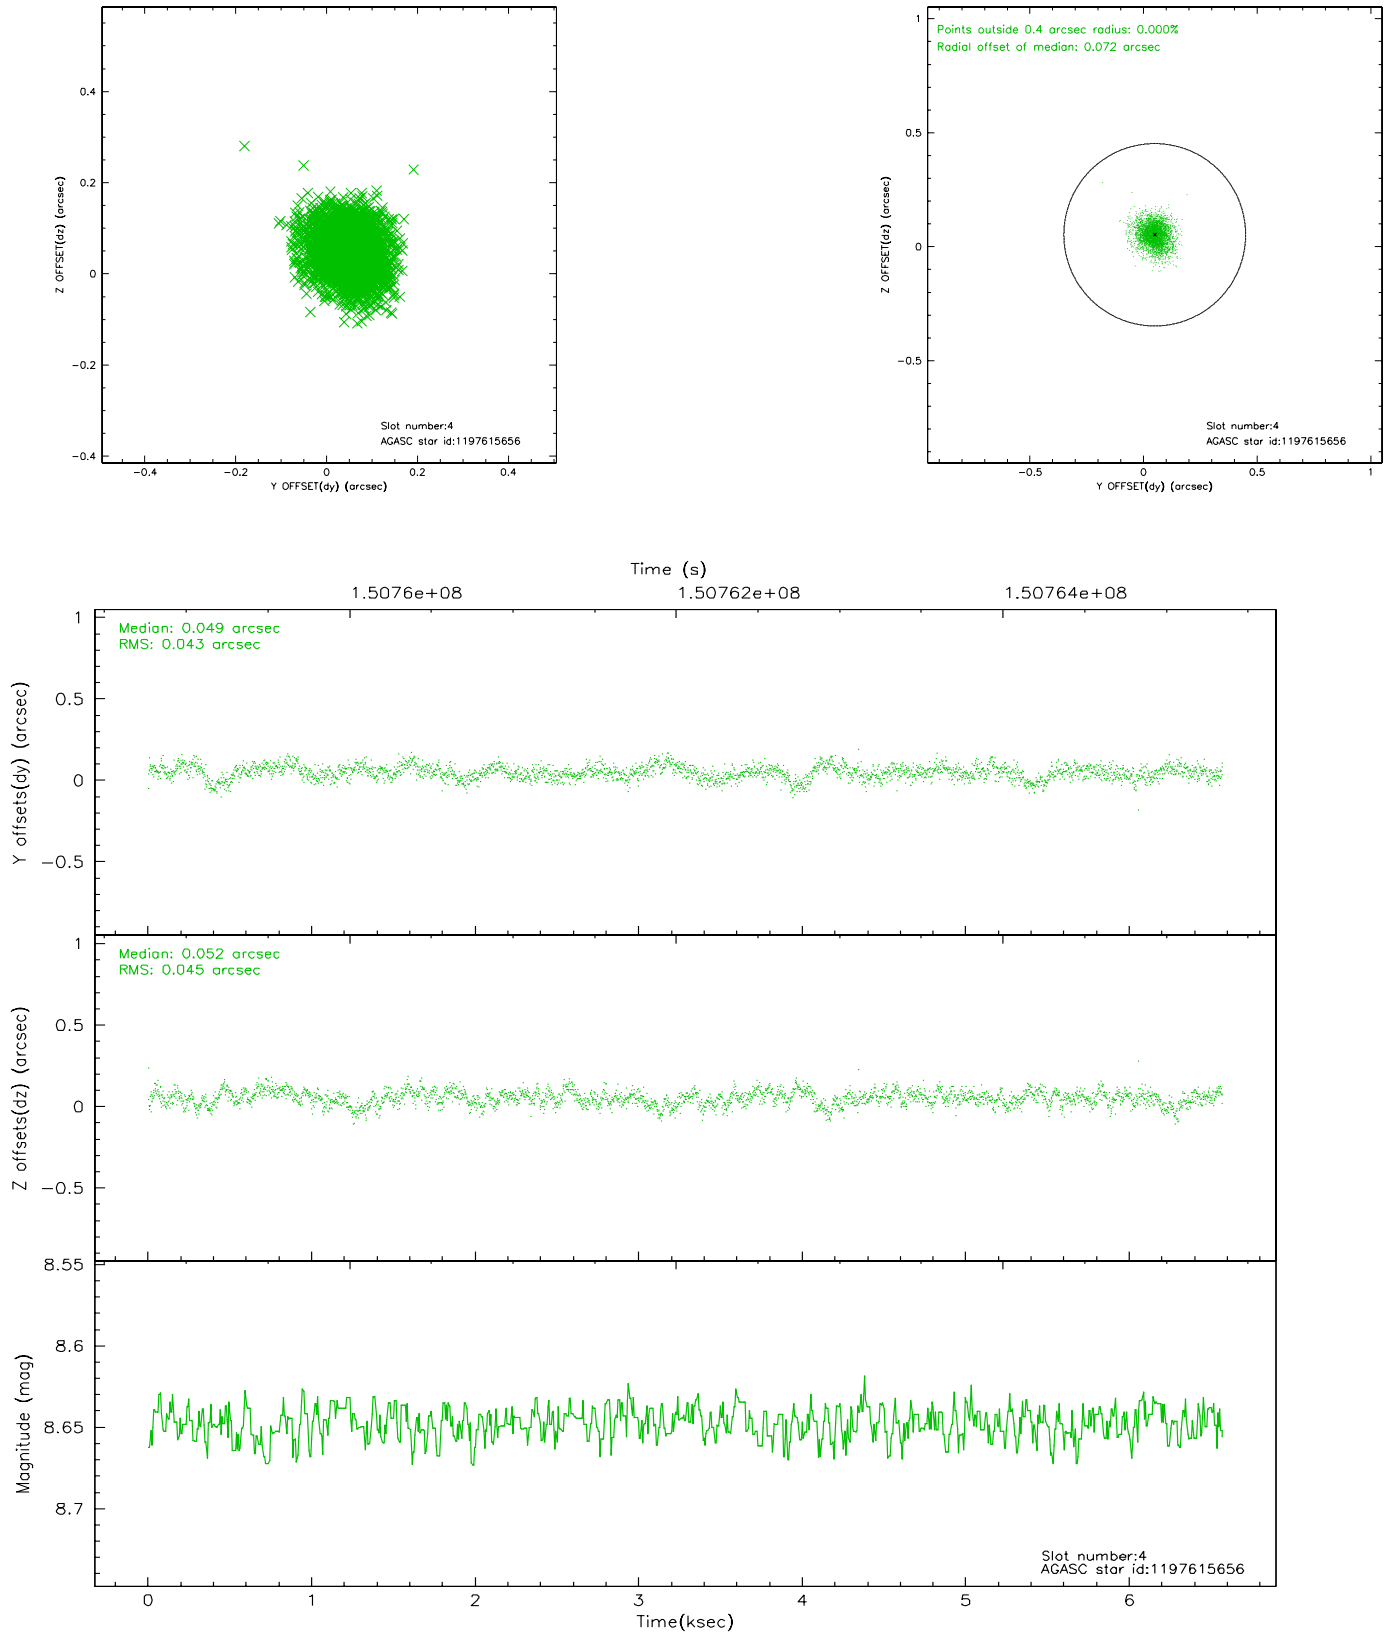 0.4
0.2
0
−0.2
−0.4
Z OFFSET(dz) (arcsec)
Slot number:4
AGASC star id:1197615656
−0.4 −0.2 0 0.2 0.4
Y OFFSET(dy) (arcsec)
Points outside 0.4 arcsec radius: 0.000%
Radial offset of median: 0.072 arcsec
1
0.5
0
−0.5
Z OFFSET(dz) (arcsec)
Slot number:4
AGASC star id:1197615656
−0.5 0 0.5 1
Y OFFSET(dy) (arcsec)
Time (s)
1.5076e+08 1.50762e+08 1.50764e+08
Median: 0.049 arcsec
RMS: 0.043 arcsec
1
0.5
0
−0.5
Y offsets(dy) (arcsec)
Median: 0.052 arcsec
RMS: 0.045 arcsec
1
0.5
0
−0.5
Z offsets(dz) (arcsec)
8.55
8.6
8.65
8.7
Magnitude (mag)
Slot number:4
AGASC star id:1197615656
0 1 2 3 4 5 6
Time(ksec)